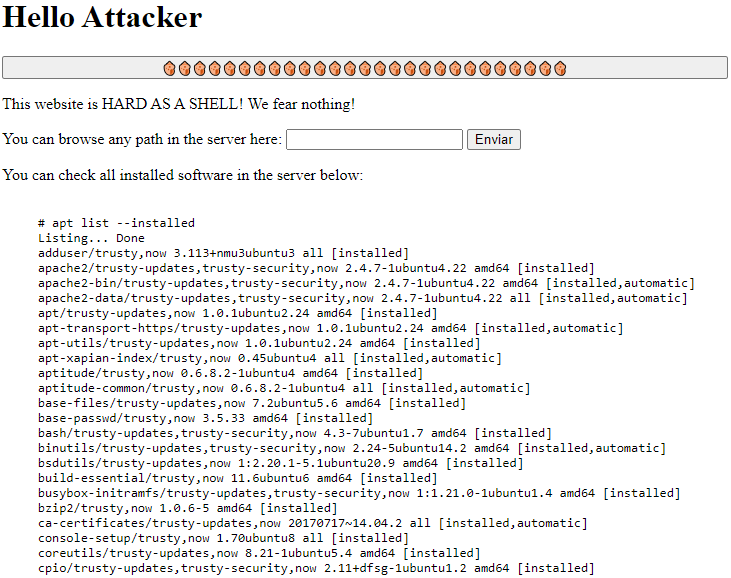 Hello Attacker
This website is HARD AS A SHELL! We fear nothing!
You can browse any path in the server here: Enviar
You can check all installed software in the server below:
# apt list --installed
Listing... Done
adduser/trusty,now 3.113+nmu3ubuntu3 all [installed]
apache2/trusty-updates,trusty-security,now 2.4.7-1ubuntu4.22 amd64 [installed]
apache2-bin/trusty-updates,trusty-security,now 2.4.7-1ubuntu4.22 amd64 [installed,automatic]
apache2-data/trusty-updates,trusty-security,now 2.4.7-1ubuntu4.22 all [installed,automatic]
apt/trusty-updates,now 1.0.1ubuntu2.24 amd64 [installed]
apt-transport-https/trusty-updates,now 1.0.1ubuntu2.24 amd64 [installed,automatic]
apt-utils/trusty-updates,now 1.0.1ubuntu2.24 amd64 [installed]
apt-xapian-index/trusty,now 0.45ubuntu4 all [installed,automatic]
aptitude/trusty,now 0.6.8.2-1ubuntu4 amd64 [installed]
aptitude-common/trusty,now 0.6.8.2-1ubuntu4 all [installed,automatic]
base-files/trusty-updates,now 7.2ubuntu5.6 amd64 [installed]
base-passwd/trusty,now 3.5.33 amd64 [installed]
bash/trusty-updates,trusty-security,now 4.3-7ubuntu1.7 amd64 [installed]
binutils/trusty-updates,trusty-security,now 2.24-5ubuntu14.2 amd64 [installed,automatic]
bsdutils/trusty-updates,now 1:2.20.1-5.1ubuntu20.9 amd64 [installed]
build-essential/trusty,now 11.6ubuntu6 amd64 [installed]
busybox-initramfs/trusty-updates,trusty-security,now 1:1.21.0-1ubuntu1.4 amd64 [installed]
bzip2/trusty,now 1.0.6-5 amd64 [installed]
ca-certificates/trusty-updates,now 20170717~14.04.2 all [installed,automatic]
console-setup/trusty,now 1.70ubuntu8 all [installed]
coreutils/trusty-updates,now 8.21-1ubuntu5.4 amd64 [installed]
cpio/trusty-updates,trusty-security,now 2.11+dfsg-1ubuntu1.2 amd64 [installed]